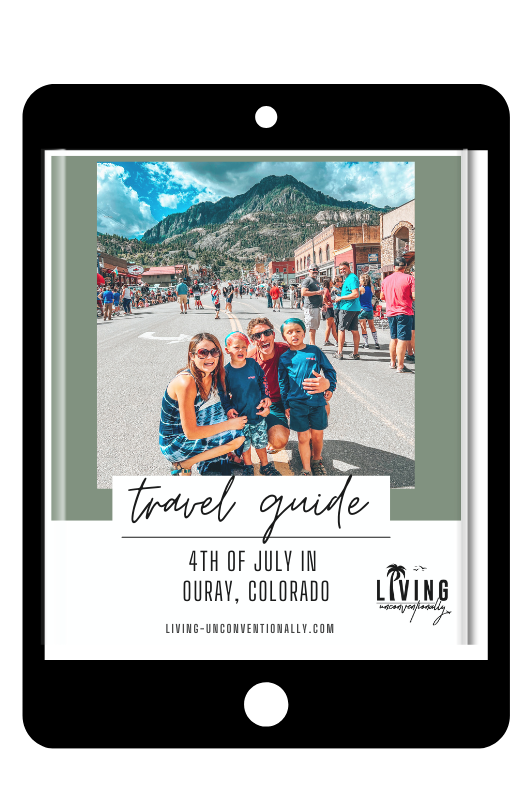 travel guide
4TH OF JULY IN
OURAY, COLORADO
LIVING
unconventionally
LIVING-UNCONVENTIONALLY.COM